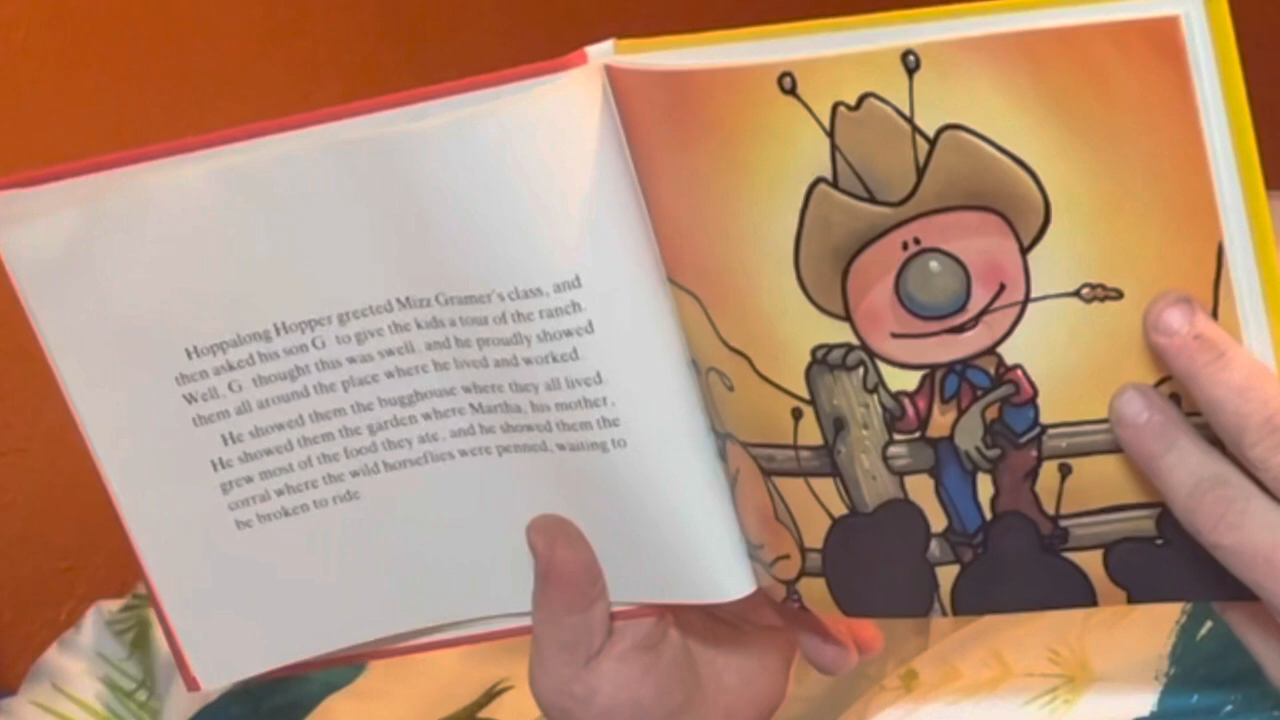 Hoppalong Hopper greeted Mizz Gramer's class, and
then asked his son G to give the kids a tour of the ranch.
Well, G thought this was swell, and he proudly showed
them all around the place where he lived and worked.
He showed them the bugghouse where they all lived.
He showed them the garden where Martha, his mother,
grew most of the food they ate, and he showed them the
corral where the wild horseflies were penned, waiting to
be broken to ride